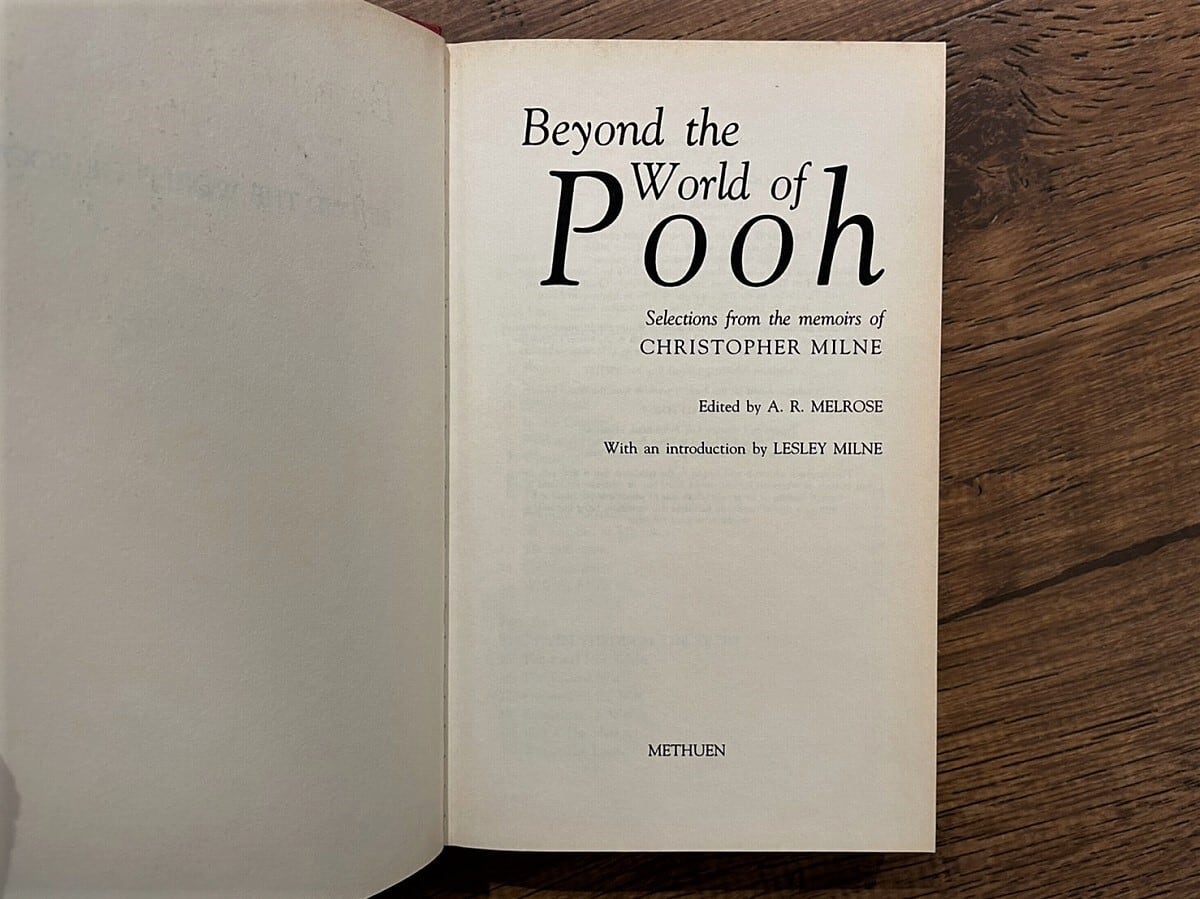 Beyond the
World of
Pooh
Selections from the memoirs of
CHRISTOPHER MILNE
Edited by A. R. MELROSE
With an introduction by LESLEY MILNE
METHUEN